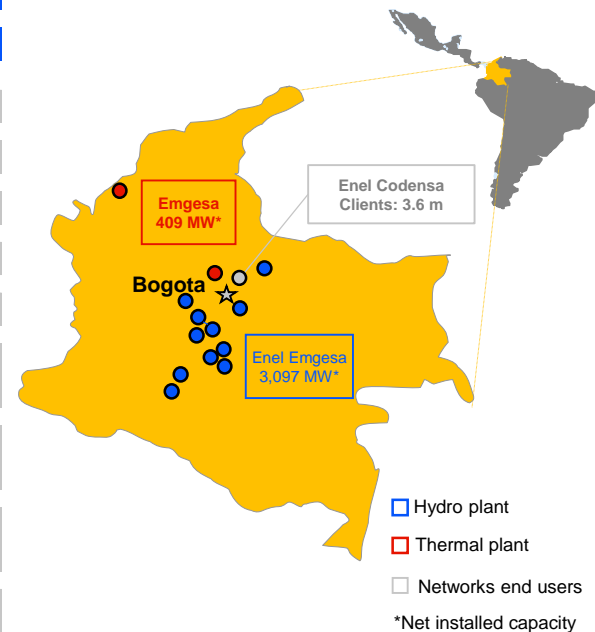 Enel Codensa
Clients: 3.6 m
Emgesa
409 MW*
Bogota
Enel Emgesa
3,097 MW*
Hydro plant
Thermal plant
Networks end users
*Net installed capacity